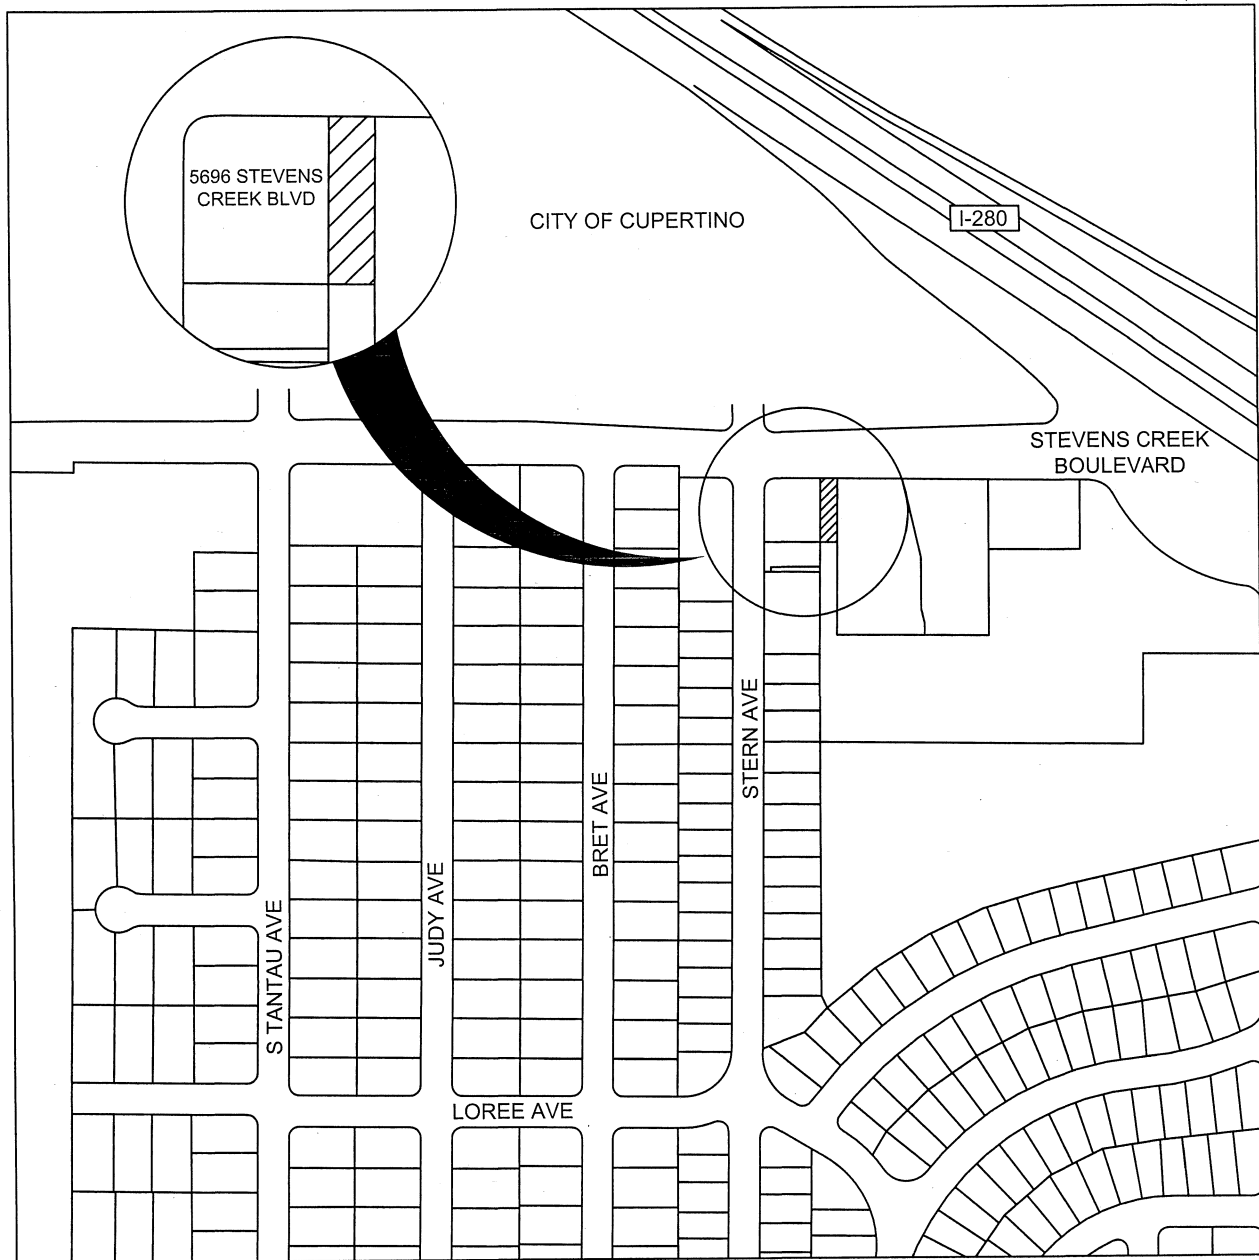 5696 STEVENS
CREEK BLVD
CITY OF CUPERTINO
I-280
STEVENS CREEK
BOULEVARD
STERN AVE
BRET AVE
JUDY AVE
S TANTAU AVE
LOREE AVE